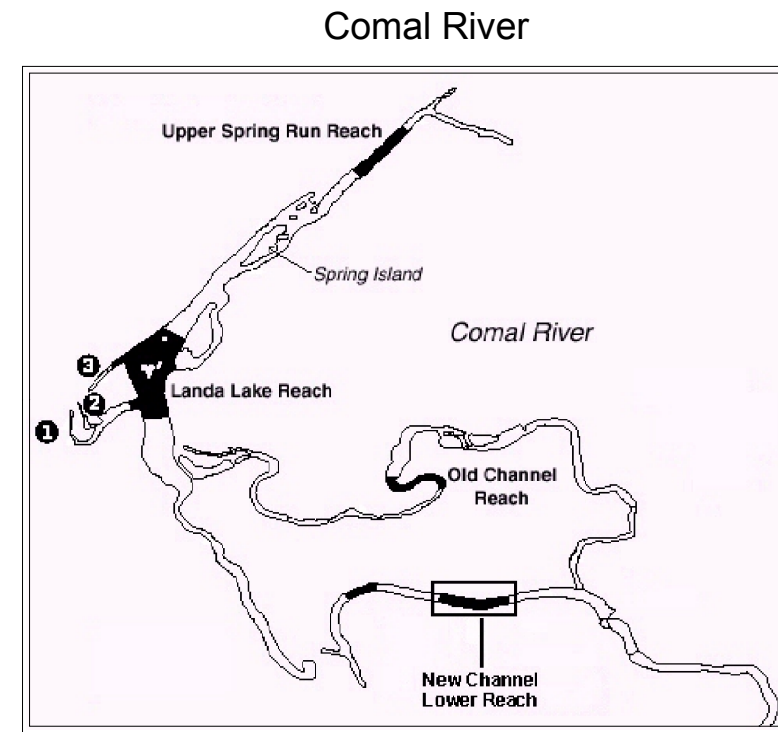 Comal River
Upper Spring Run Reach
Spring Island
Comal River
3
Landa Lake Reach
2
1
Old Channel
Reach
New Channel
Lower Reach